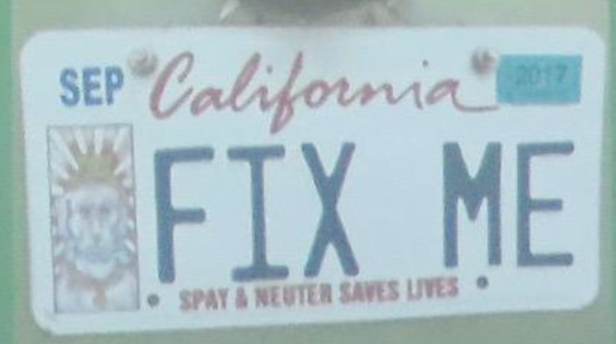 SEP California 2017
FIX ME
SPAY & NEUTER SAVES LIVES